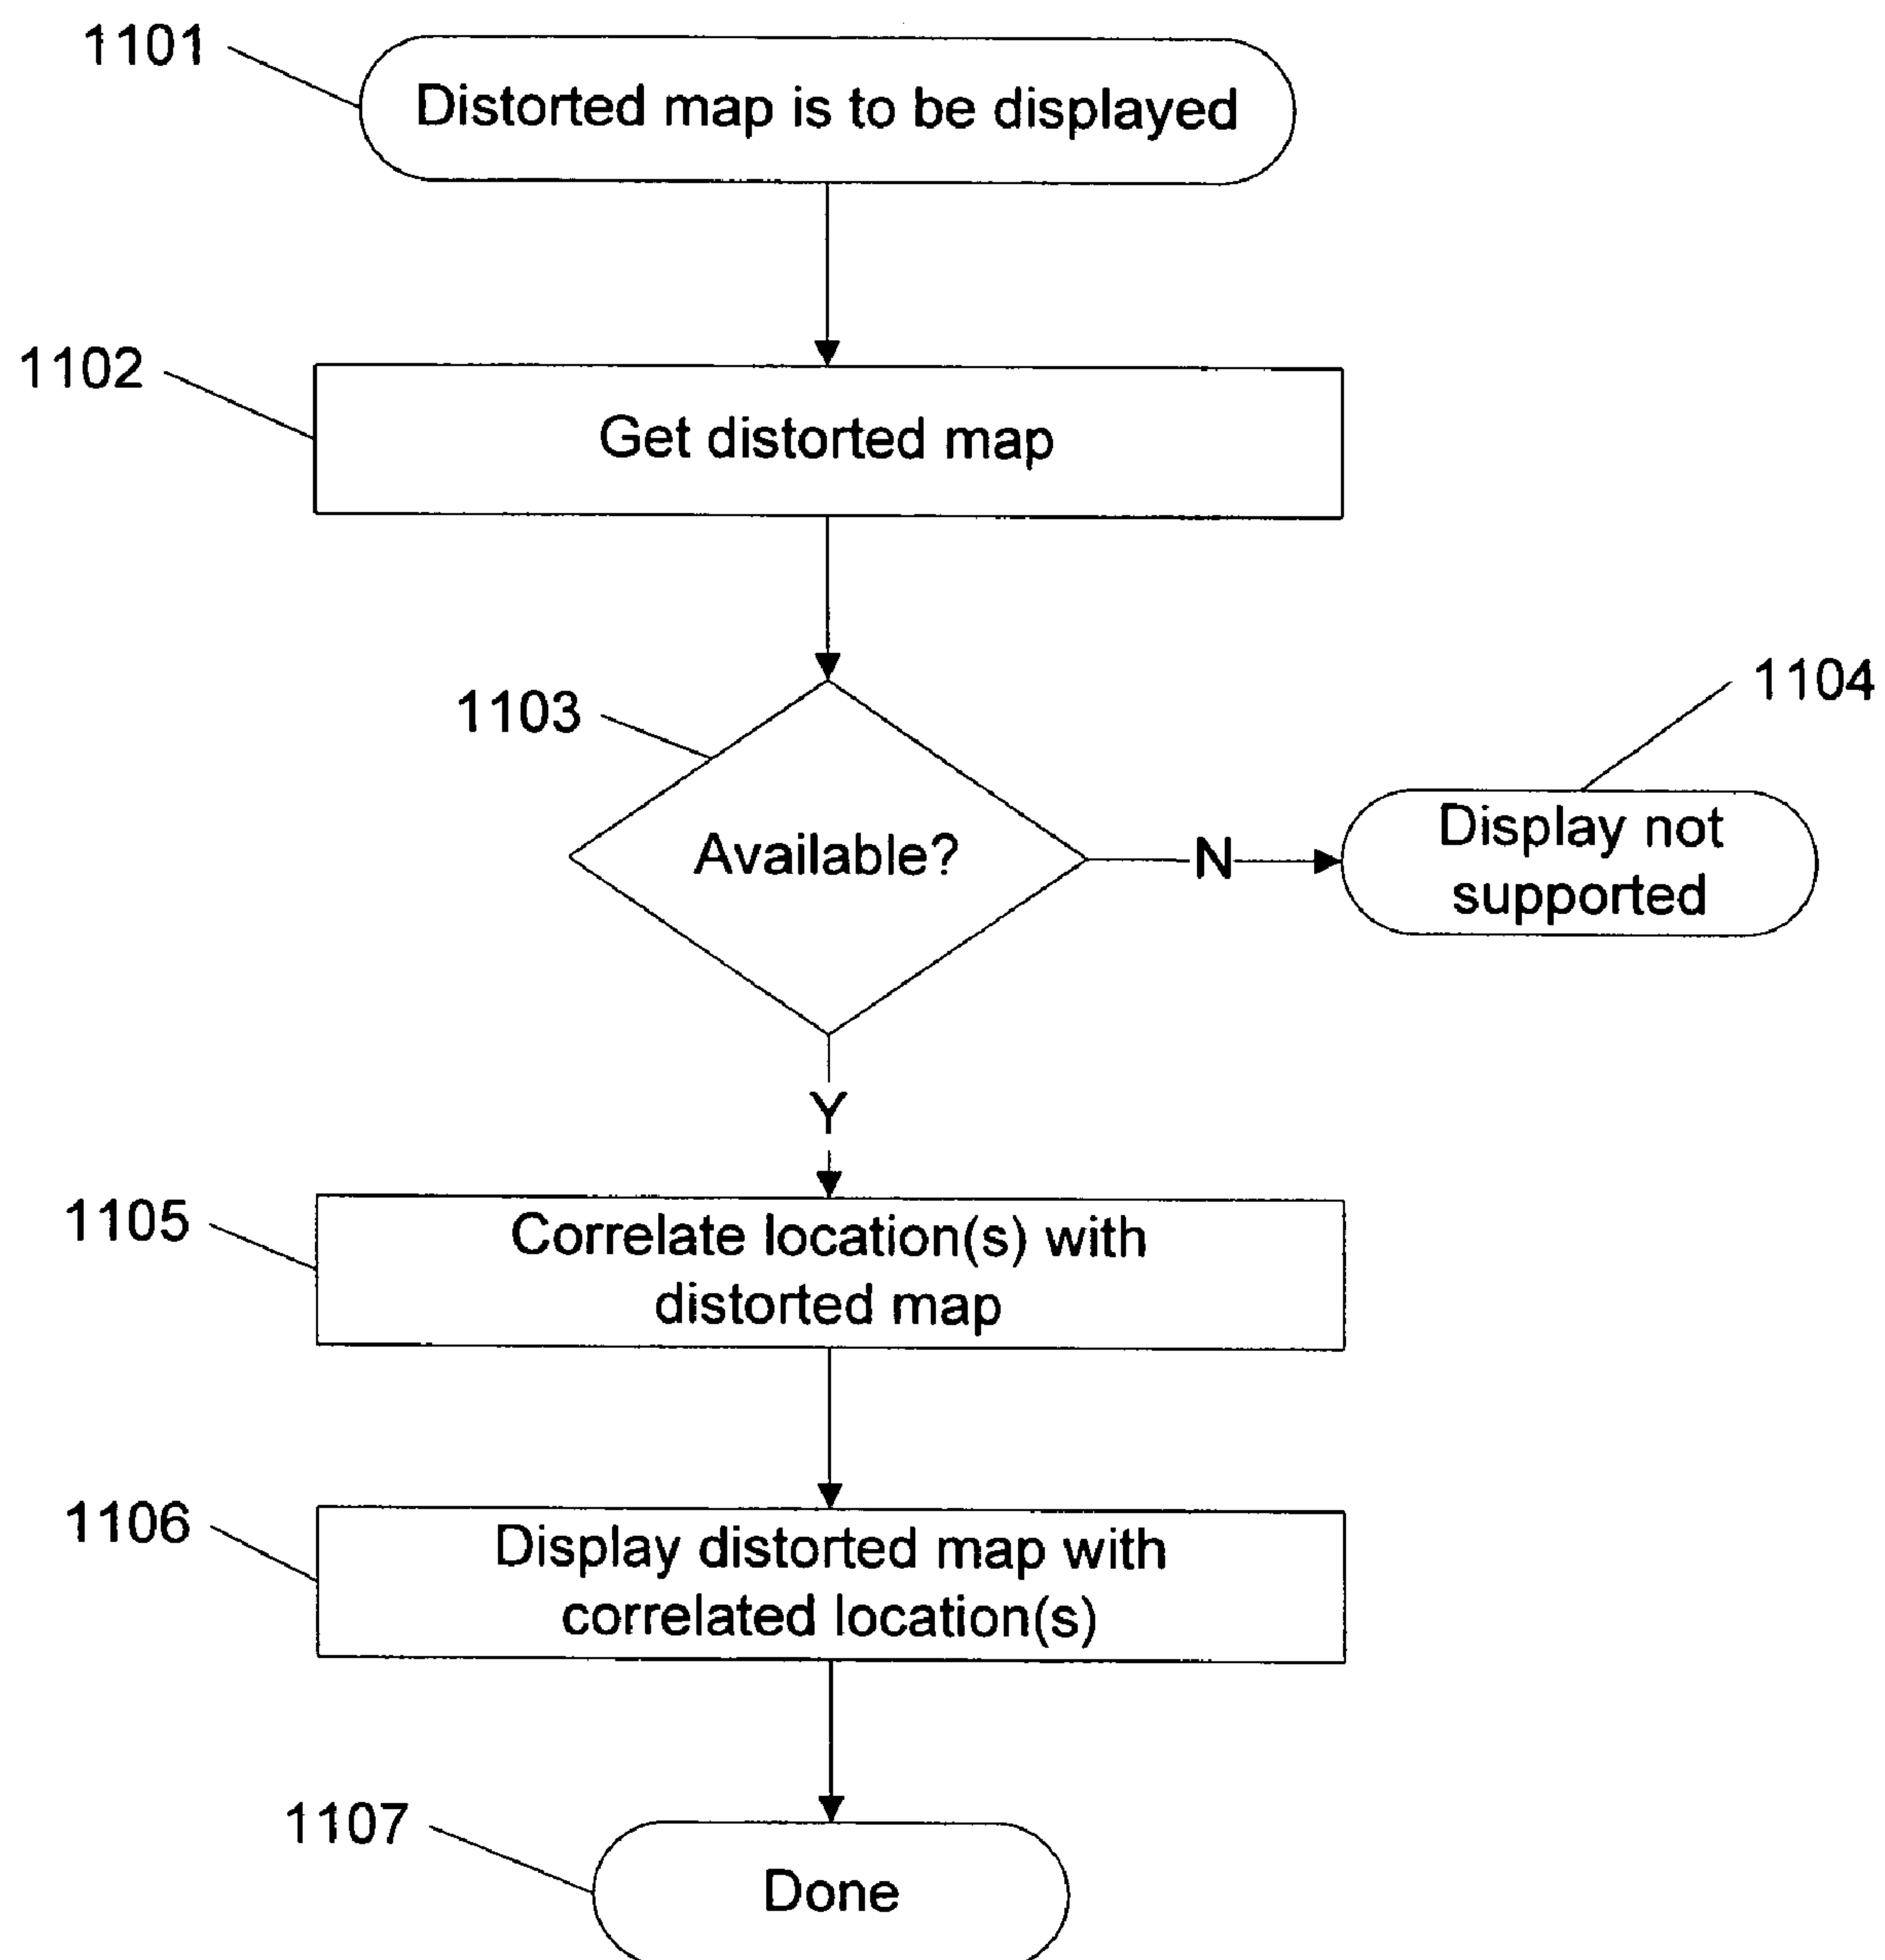 1101
Distorted map is to be displayed
1102
Get distorted map
1103
1104
Available?
N
Display not
supported
Y
1105
Correlate location(s) with
distorted map
1106
Display distorted map with
correlated location(s)
1107
Done